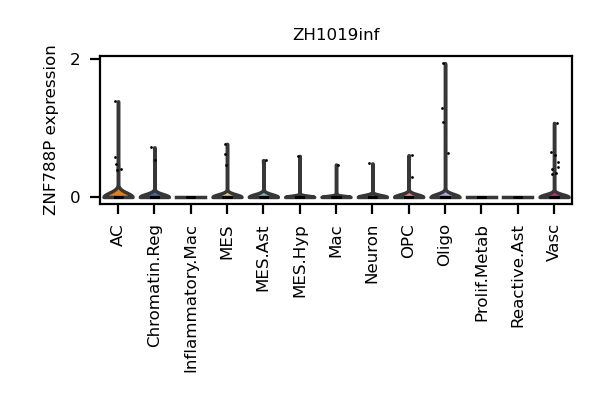 ZH1019inf
ZNF788P expression
2
0
AC
Chromatin.Reg
Inflammatory.Mac
MES
MES.Ast
MES.Hyp
Mac
Neuron
OPC
Oligo
Prolif.Metab
Reactive.Ast
Vasc